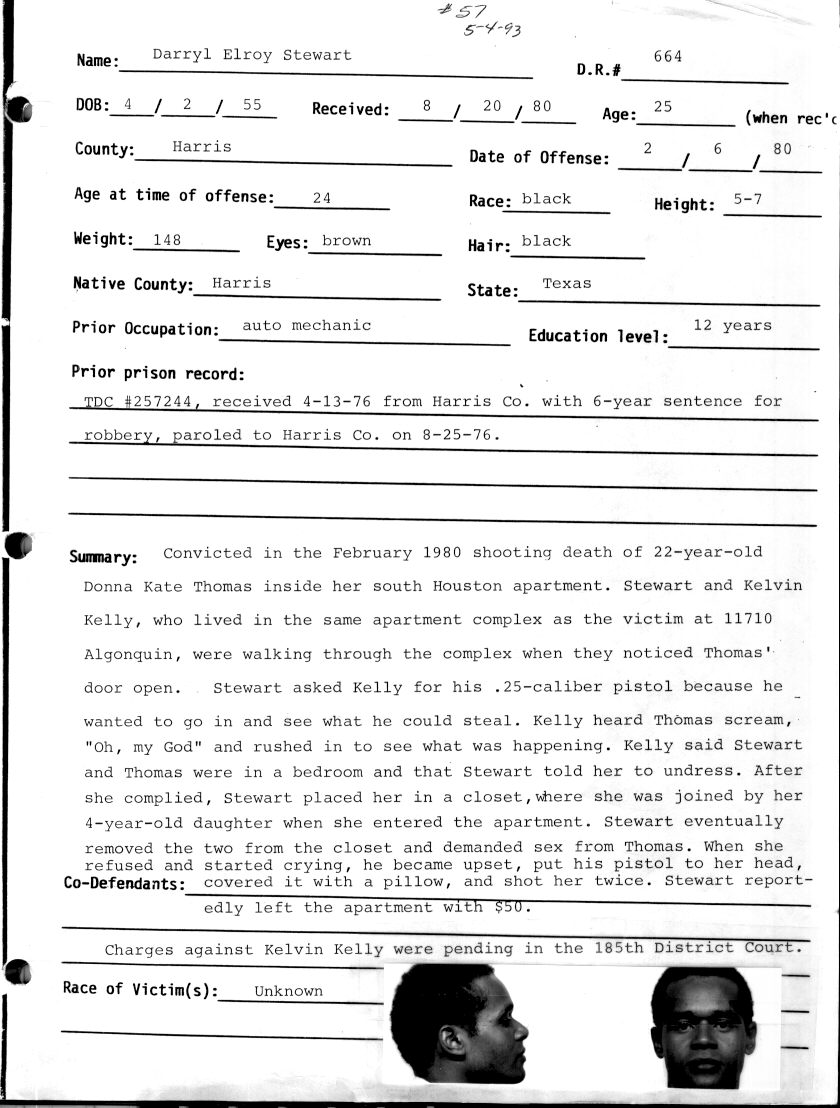 # 57
5-4-93
Name: Darryl Elroy Stewart D.R.# 664
DOB: 4 / 2 / 55 Received: 8 / 20 / 80 Age: 25 (when rec'
County: Harris Date of Offense: 2 / 6 / 80
Age at time of offense: 24 Race: black Height: 5-7
Weight: 148 Eyes: brown Hair: black
Native County: Harris State: Texas
Prior Occupation: auto mechanic Education level: 12 years
Prior prison record:
TDC #257244, received 4-13-76 from Harris Co. with 6-year sentence for
robbery, paroled to Harris Co. on 8-25-76.
Summary: Convicted in the February 1980 shooting death of 22-year-old
Donna Kate Thomas inside her south Houston apartment. Stewart and Kelvin
Kelly, who lived in the same apartment complex as the victim at 11710
Algonquin, were walking through the complex when they noticed Thomas'
door open. Stewart asked Kelly for his .25-caliber pistol because he
wanted to go in and see what he could steal. Kelly heard Thomas scream,
"Oh, my God" and rushed in to see what was happening. Kelly said Stewart
and Thomas were in a bedroom and that Stewart told her to undress. After
she complied, Stewart placed her in a closet, where she was joined by her
4-year-old daughter when she entered the apartment. Stewart eventually
removed the two from the closet and demanded sex from Thomas. When she
refused and started crying, he became upset, put his pistol to her head,
Co-Defendants: covered it with a pillow, and shot her twice. Stewart report-
edly left the apartment with $50.
Charges against Kelvin Kelly were pending in the 185th District Court.
Race of Victim(s): Unknown